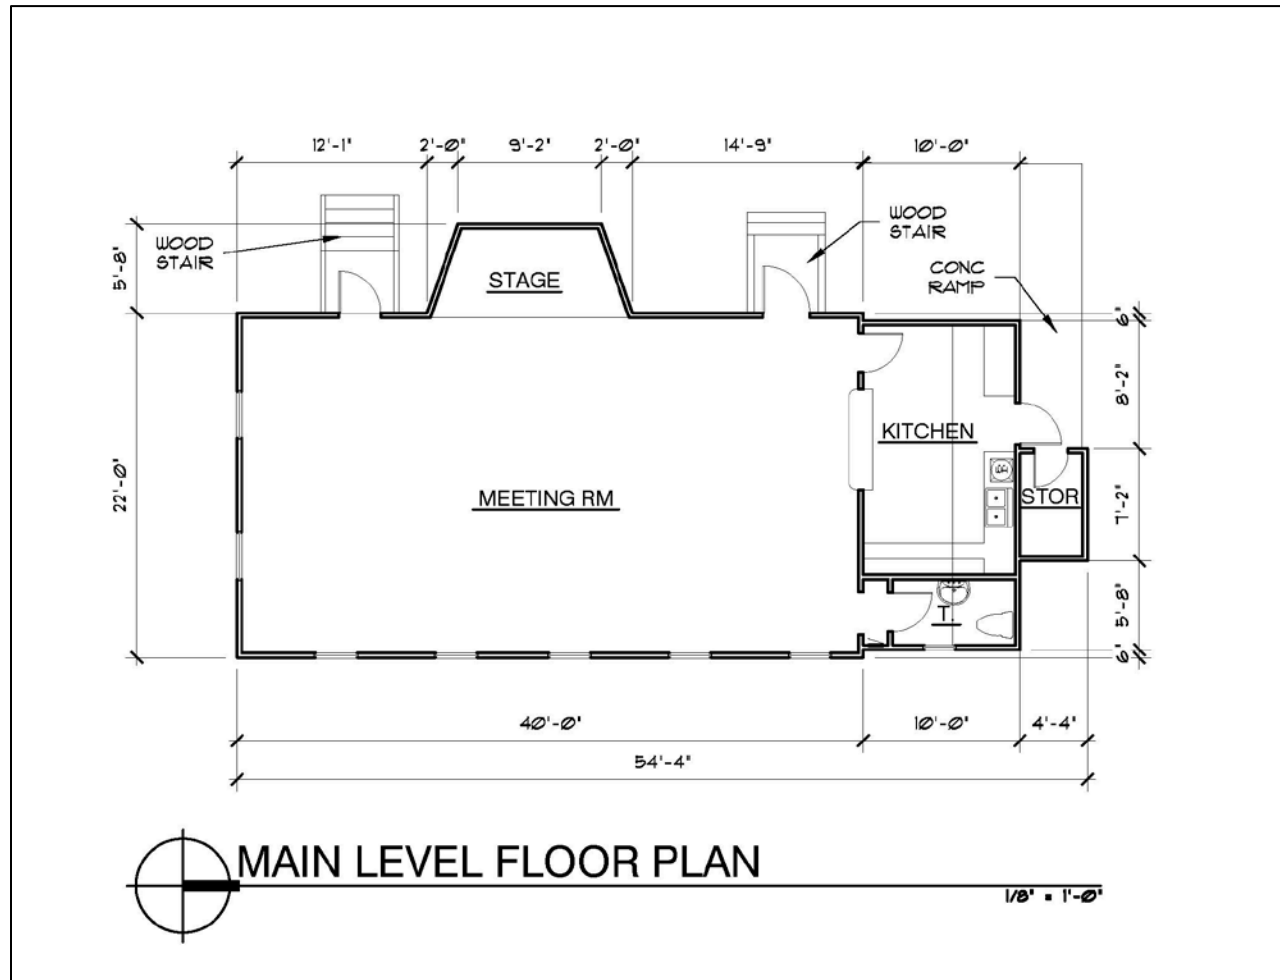 12'-1"
2'-0"
9'-2"
2'-0"
14'-9"
10'-0"
WOOD
STAIR
WOOD
STAIR
5'-8"
STAGE
CONC
RAMP
6"
8'-2"
KITCHEN
22'-0"
MEETING RM
STOR
7'-2"
T.
5'-8"
6"
40'-0"
10'-0"
4'-4"
54'-4"
MAIN LEVEL FLOOR PLAN
1/8" = 1'-0"